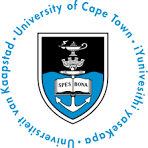 University of Cape Town
iYunivesithi yaseKapa
Universiteit van Kaapstad
SPES BONA